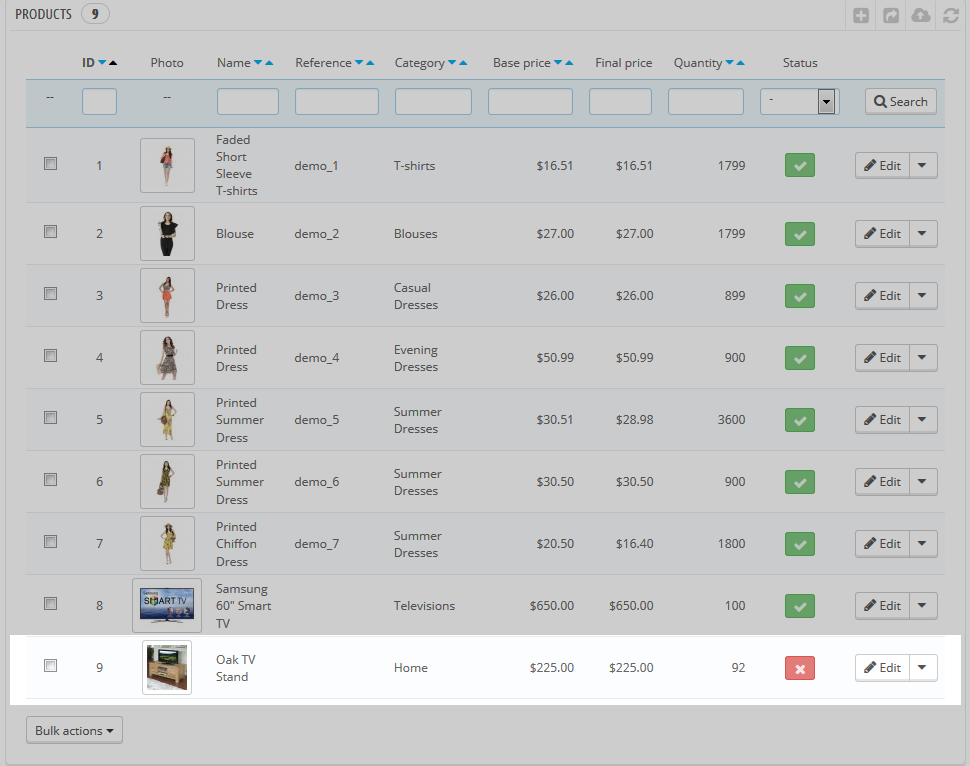 PRODUCTS 9
ID Photo Name Reference Category Base price Final price Quantity Status
-- -- - Search
Faded
Short
Sleeve
T-shirts
1 demo_1 T-shirts $16.51 $16.51 1799 Edit
2 Blouse demo_2 Blouses $27.00 $27.00 1799 Edit
Printed Casual
3 demo_3 $26.00 $26.00 899 Edit
Dress Dresses
Printed Evening
4 demo_4 $50.99 $50.99 900 Edit
Dress Dresses
Printed
Summer
Dress
5 demo_5 Summer Dresses $30.51 $28.98 3600 Edit
Printed
Summer
Dress
6 demo_6 Summer Dresses $30.50 $30.50 900 Edit
Printed
Chiffon
Dress
7 demo_7 Summer Dresses $20.50 $16.40 1800 Edit
SMART TV
Samsung
60" Smart
TV
8 Televisions $650.00 $650.00 100 Edit
Oak TV
Stand
9 Home $225.00 $225.00 92 Edit
Bulk actions